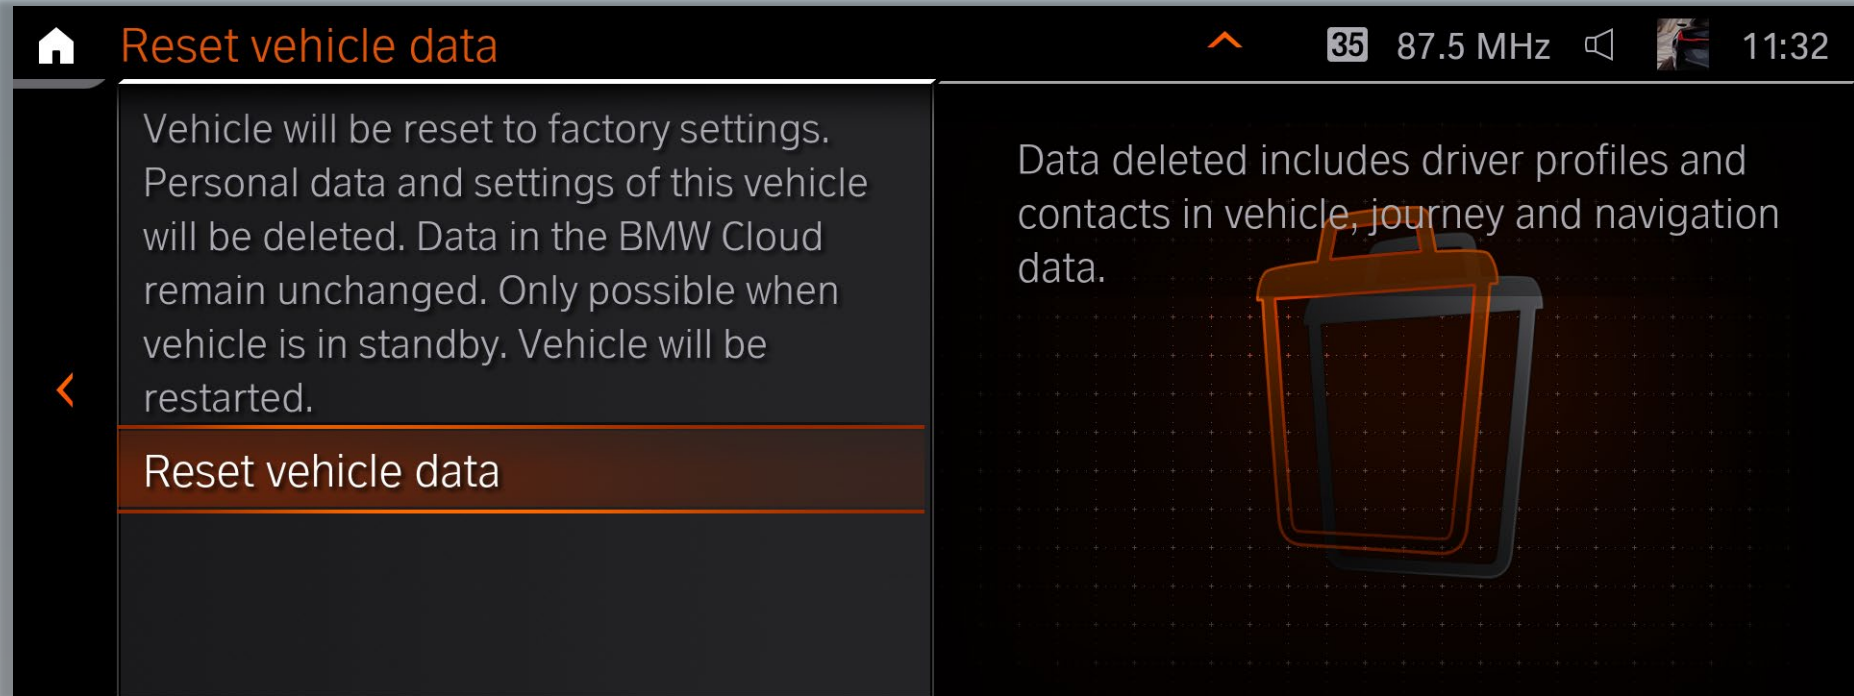 Reset vehicle data
35 87.5 MHz 11:32
Vehicle will be reset to factory settings.
Personal data and settings of this vehicle
will be deleted. Data in the BMW Cloud
remain unchanged. Only possible when
vehicle is in standby. Vehicle will be
restarted.
Reset vehicle data
Data deleted includes driver profiles and
contacts in vehicle, journey and navigation
data.